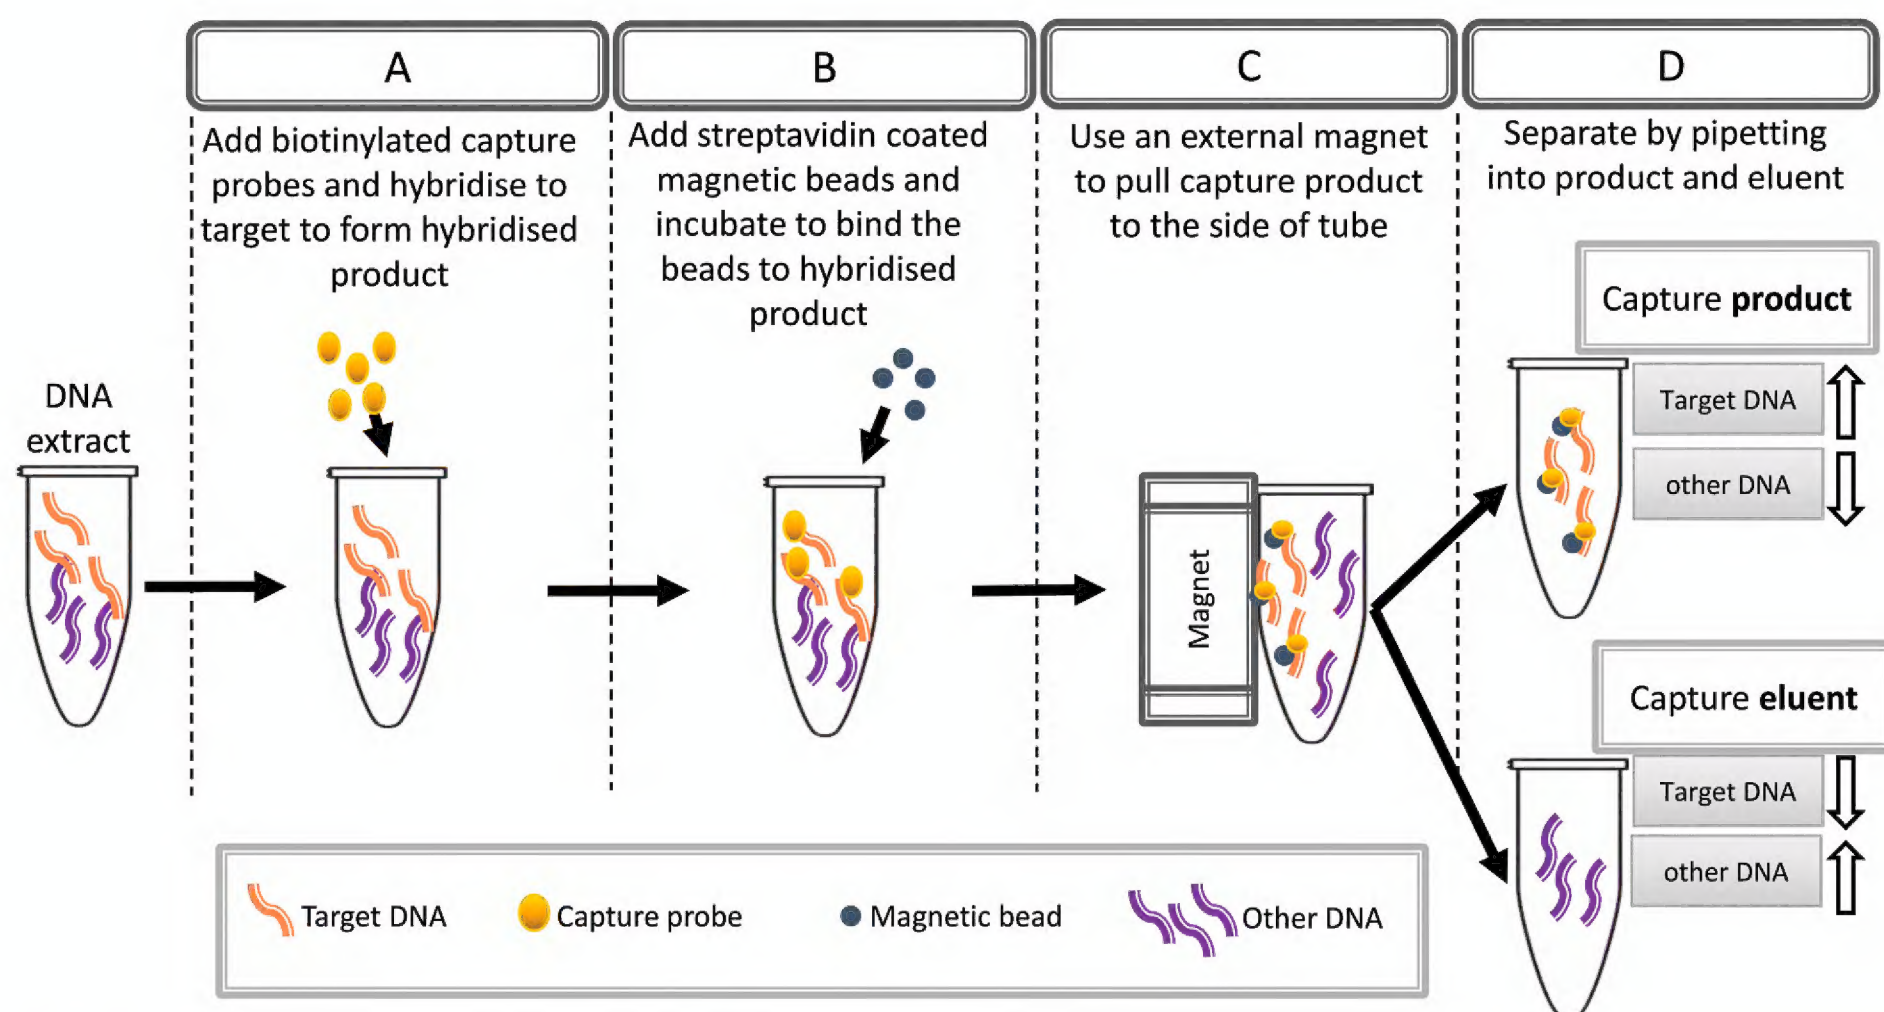 A
B
C
D
Add biotinylated capture
probes and hybridise to
target to form hybridised
product
Add streptavidin coated
magnetic beads and
incubate to bind the
beads to hybridised
product
Use an external magnet
to pull capture product
to the side of tube
Separate by pipetting
into product and eluent
DNA
extract
Magnet
Capture product
Target DNA
other DNA
Capture eluent
Target DNA
other DNA
Target DNA
Capture probe
Magnetic bead
Other DNA